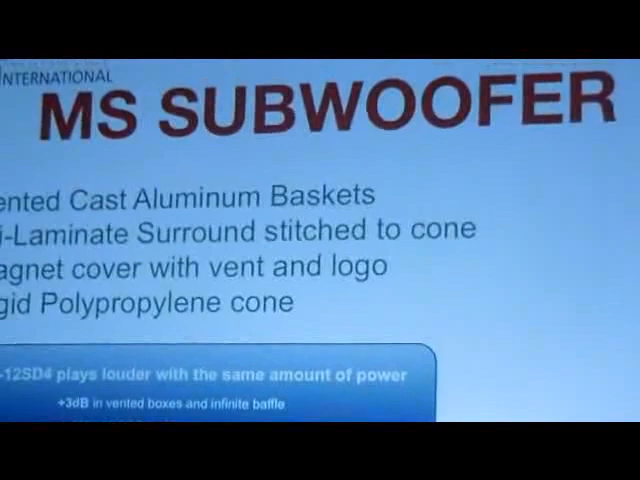 INTERNATIONAL
MS SUBWOOFER
ented Cast Aluminum Baskets
i-Laminate Surround stitched to cone
agnet cover with vent and logo
gid Polypropylene cone
-12SD4 plays louder with the same amount of power
+3dB in vented boxes and infinite baffle